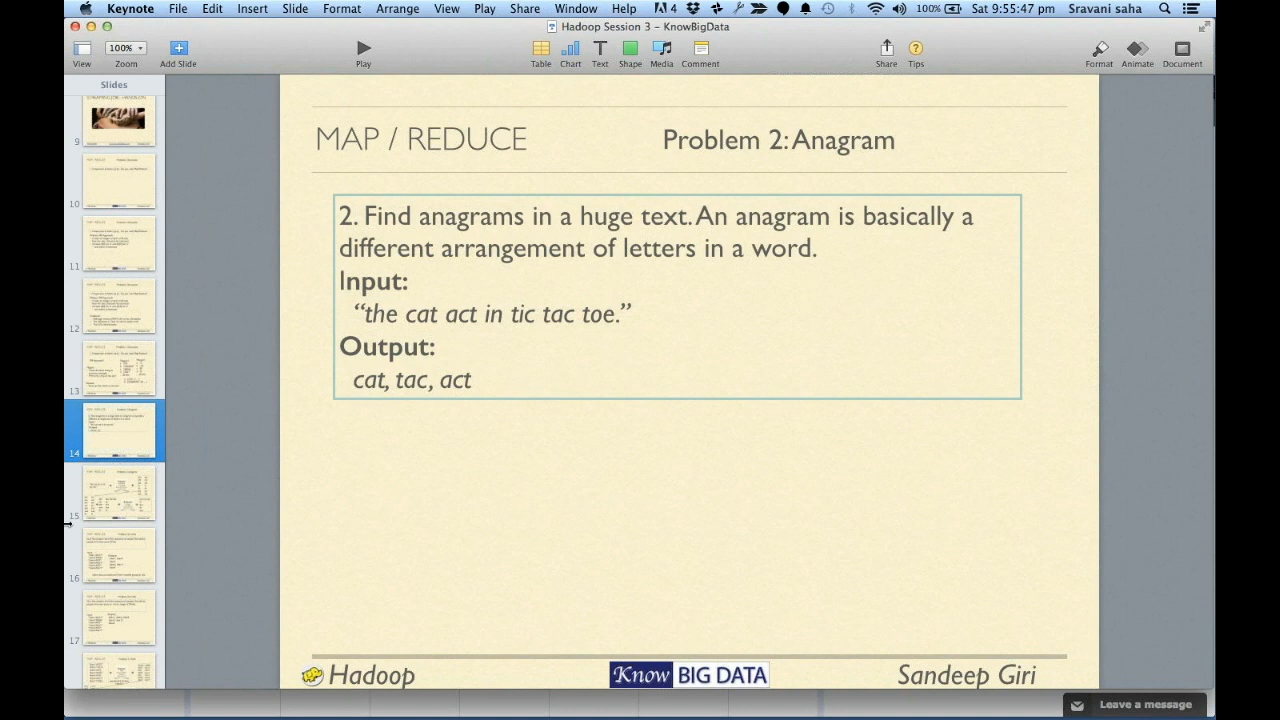 Keynote File Edit Insert Slide Format Arrange View Play Share Window Help 4 100% Sat 9:55:47 pm Sravani saha
Hadoop Session 3 – KnowBigData
100%
View Zoom Add Slide Play Table Chart Text Shape Media Comment Share Tips Format Animate Document
Slides
9
10
11
12
13
14
15
16
17
MAP / REDUCE Problem 2: Anagram
2. Find anagrams in a huge text. An anagram is basically a
different arrangement of letters in a word.
Input:
“the cat act in tic tac toe.”
Output:
cat, tac, act
Hadoop Know BIG DATA Sandeep Giri
Leave a message